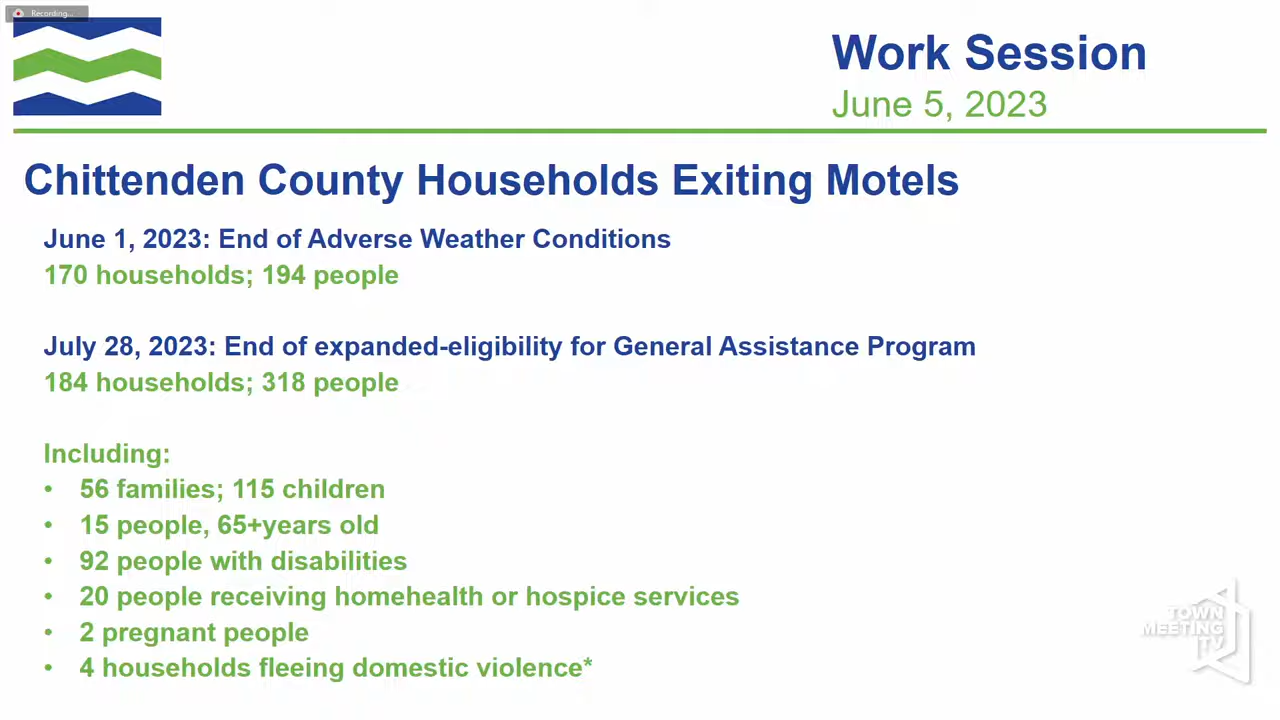 Recording...
Work Session
June 5, 2023
Chittenden County Households Exiting Motels
June 1, 2023: End of Adverse Weather Conditions
170 households; 194 people
July 28, 2023: End of expanded-eligibility for General Assistance Program
184 households; 318 people
Including:
• 56 families; 115 children
• 15 people, 65+years old
• 92 people with disabilities
• 20 people receiving homehealth or hospice services
• 2 pregnant people
• 4 households fleeing domestic violence*
TOWN
MEETING
TV